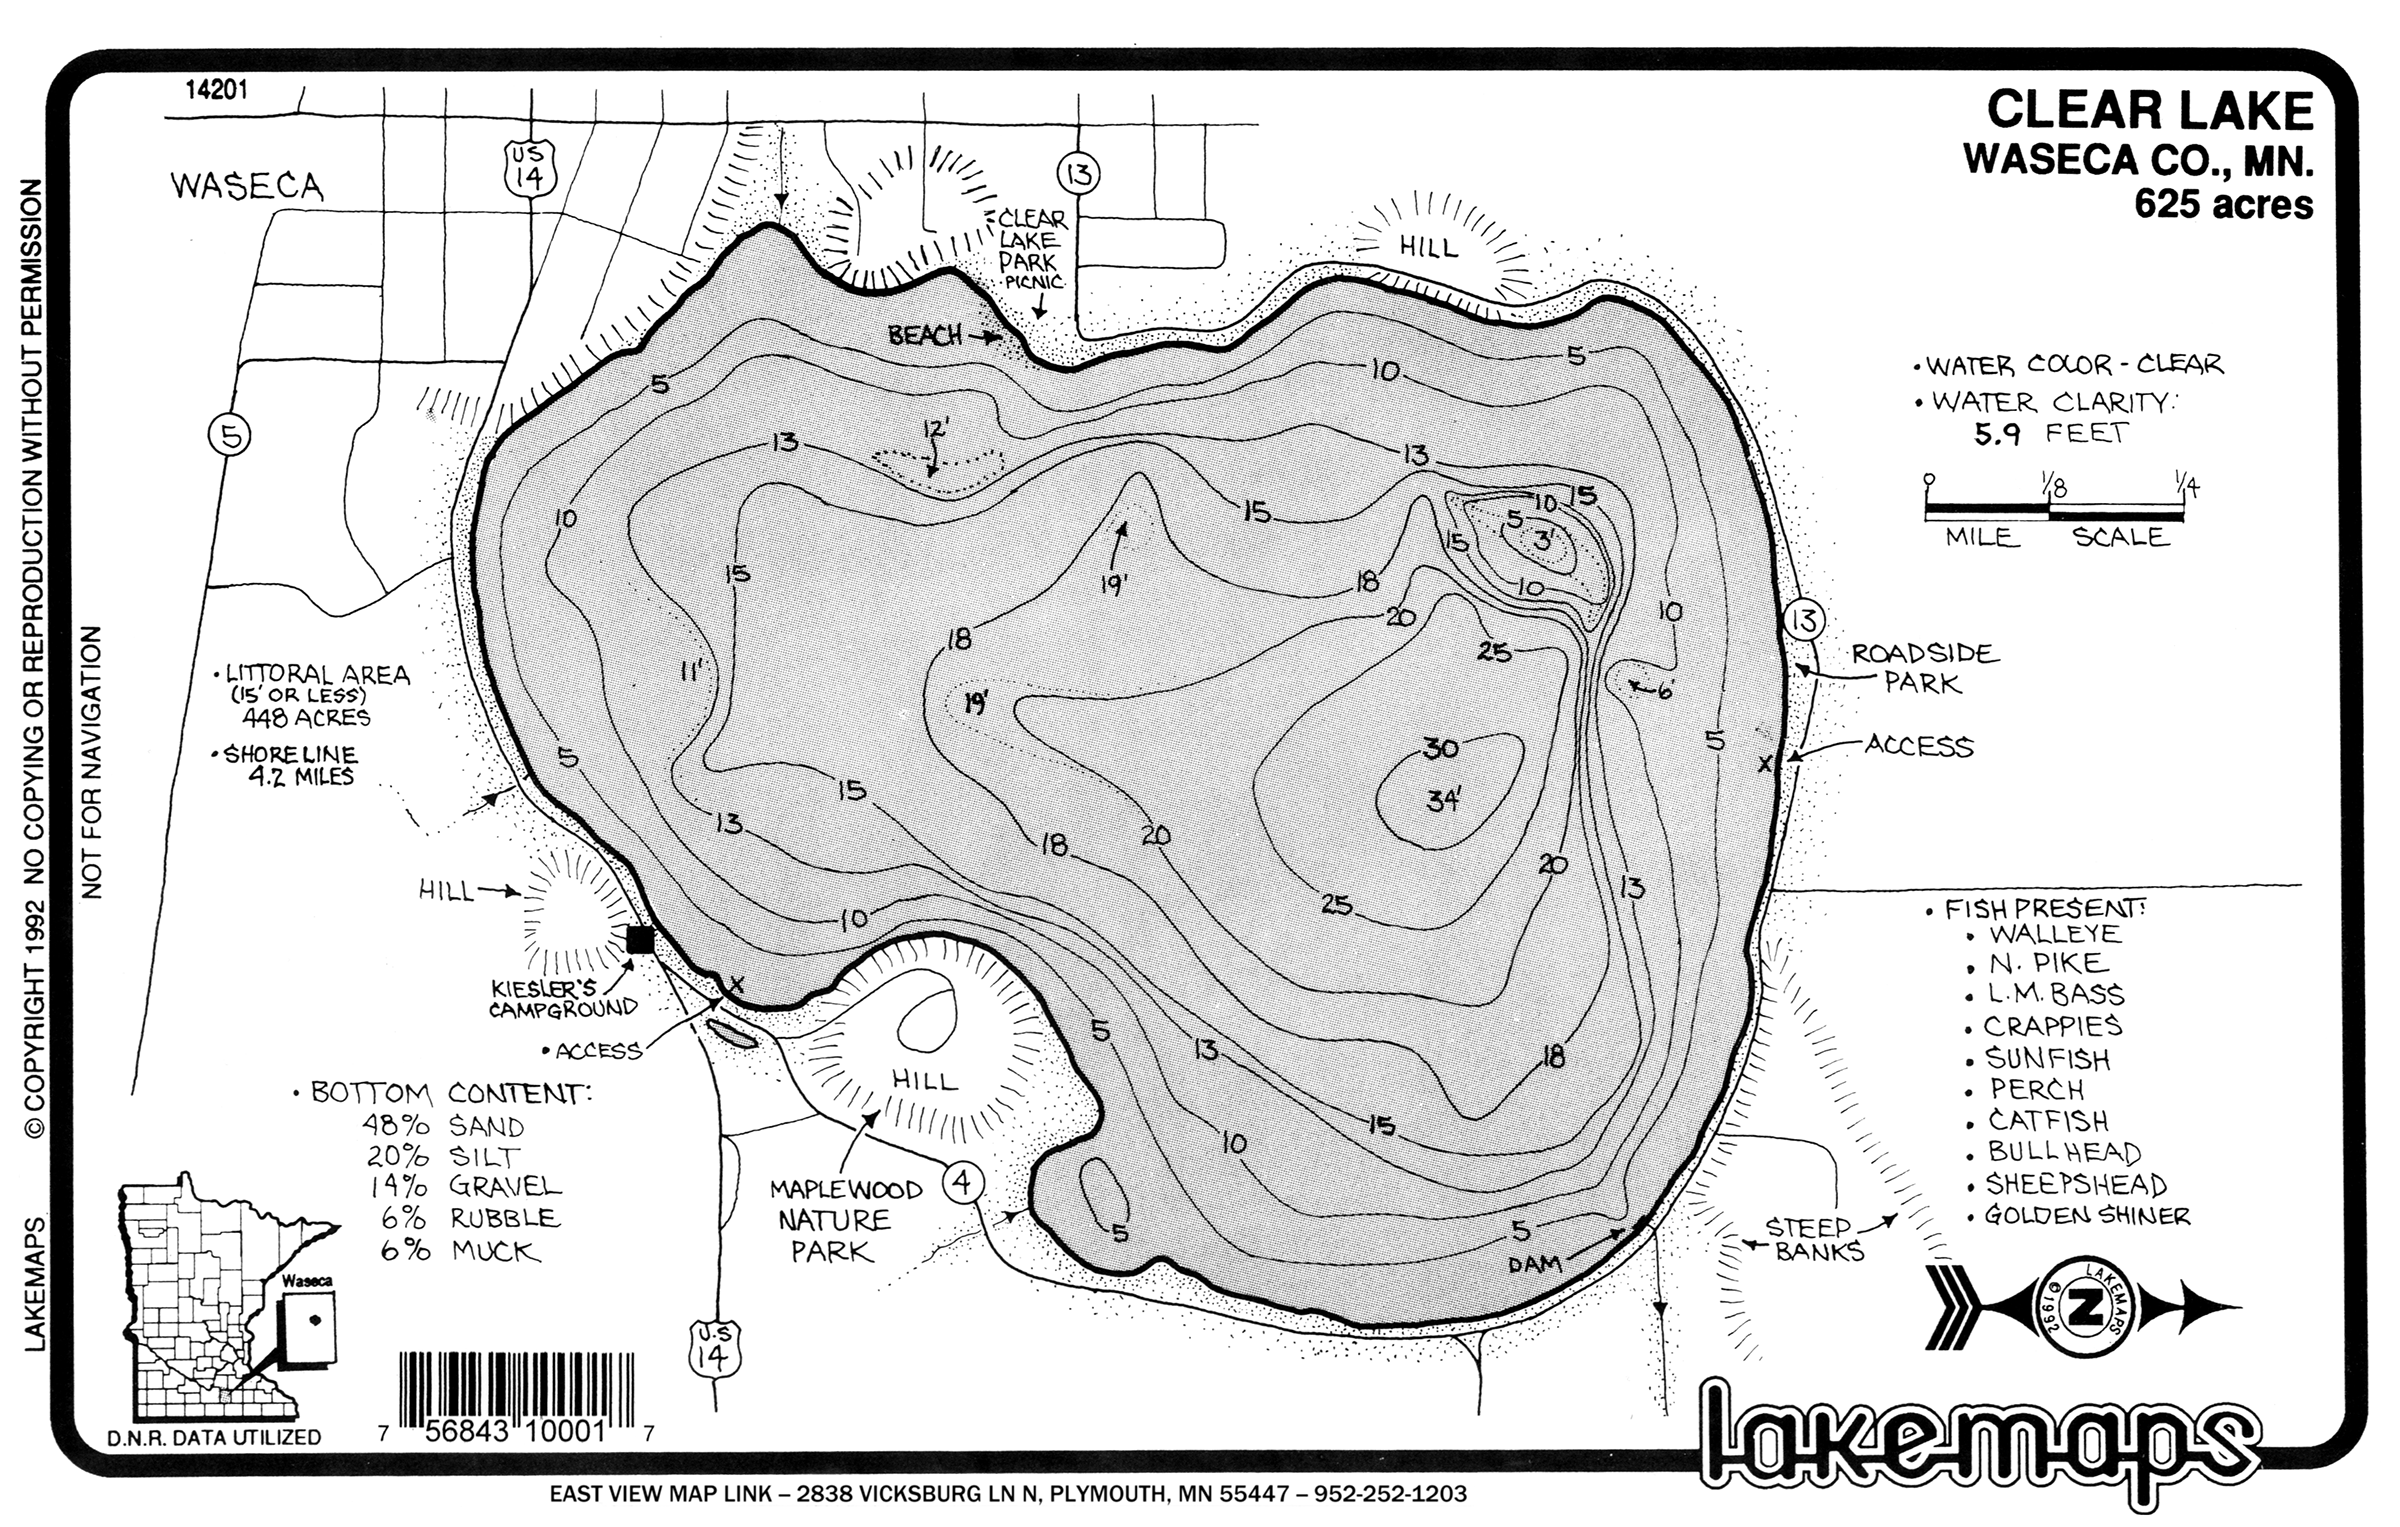 14201
CLEAR LAKE
WASECA CO., MN.
625 acres
WASECA
US
14
13
CLEAR
LAKE
PARK
PICNIC
HILL
BEACH
5
• WATER COLOR - CLEAR
• WATER CLARITY:
5.9 FEET
0 1/8 1/4
MILE SCALE
5
5
10
10
13
12'
13
15
10
15
10
5
3'
15
10
15
19'
18
20
18
25
11'
19'
10
6'
5
13
ROADSIDE
PARK
X
ACCESS
30
34'
5
15
13
18
20
20
13
25
10
• LITTORAL AREA
(15' OR LESS)
448 ACRES
• SHORELINE
4.2 MILES
HILL
KIESLER'S
CAMPGROUND
X
• ACCESS
HILL
5
13
18
15
10
5
5
DAM
MAPLEWOOD
NATURE
PARK
4
STEEP
BANKS
• FISH PRESENT:
• WALLEYE
• N. PIKE
• L.M. BASS
• CRAPPIES
• SUNFISH
• PERCH
• CATFISH
• BULLHEAD
• SHEEPSHEAD
• GOLDEN SHINER
• BOTTOM CONTENT:
48% SAND
20% SILT
14% GRAVEL
6% RUBBLE
6% MUCK
Waseca
D.N.R. DATA UTILIZED
7 56843 10001 7
U.S
14
LAKEMAPS
N
© 1992
lakemaps
LAKEMAPS © COPYRIGHT 1992 NO COPYING OR REPRODUCTION WITHOUT PERMISSION
NOT FOR NAVIGATION
EAST VIEW MAP LINK – 2838 VICKSBURG LN N, PLYMOUTH, MN 55447 – 952-252-1203